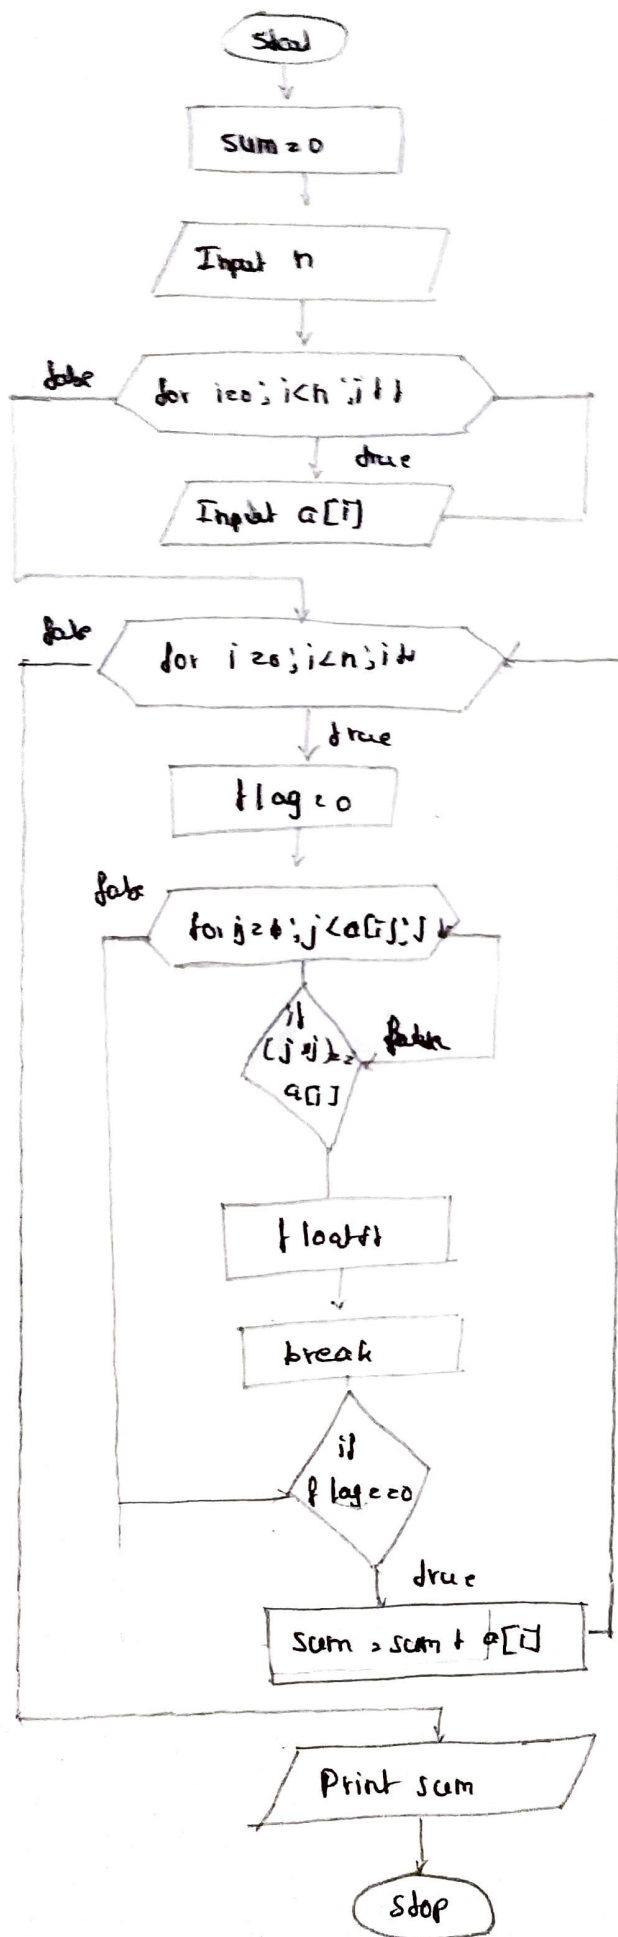 Start
sum = 0
Input n
false
for i=0; i<n; i++
true
Input a[i]
false
for i=0; i<n; i++
true
flag = 0
false
for j= ; j<a[i]; j
if
(j*j)==
a[i]
false
break
if
flag==0
true
sum = sum + a[i]
Print sum
Stop